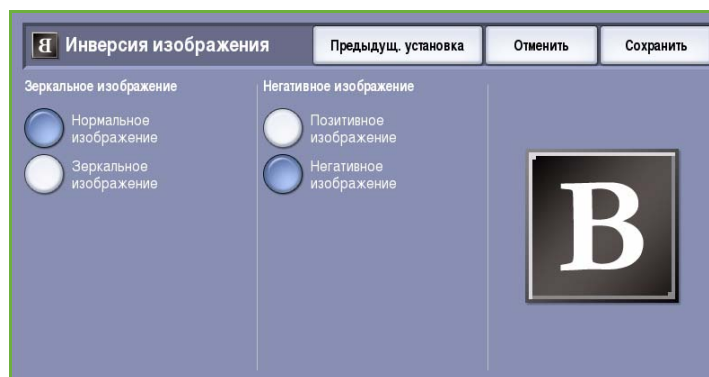 B Инверсия изображения
Предыдущ. установка
Отменить
Сохранить
Зеркальное изображение
Нормальное
изображение
Зеркальное
изображение
Негативное изображение
Позитивное
изображение
Негативное
изображение
B